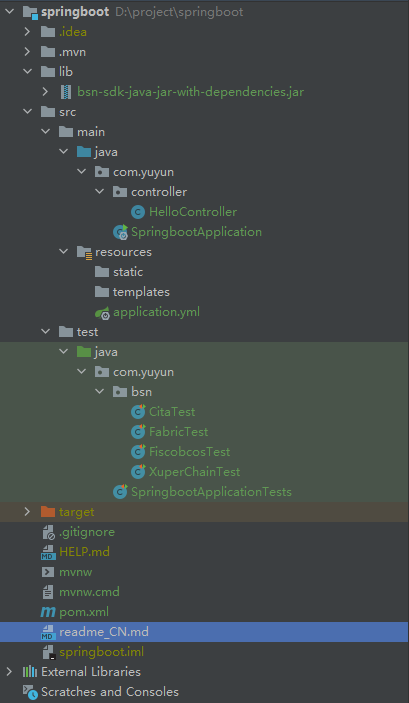 springboot D:\project\springboot
.idea
.mvn
lib
bsn-sdk-java-jar-with-dependencies.jar
src
main
java
com.yuyun
controller
HelloController
SpringbootApplication
resources
static
templates
application.yml
test
java
com.yuyun
bsn
CitaTest
FabricTest
FiscobcosTest
XuperChainTest
SpringbootApplicationTests
target
.gitignore
HELP.md
mvnw
mvnw.cmd
pom.xml
readme_CN.md
springboot.iml
External Libraries
Scratches and Consoles